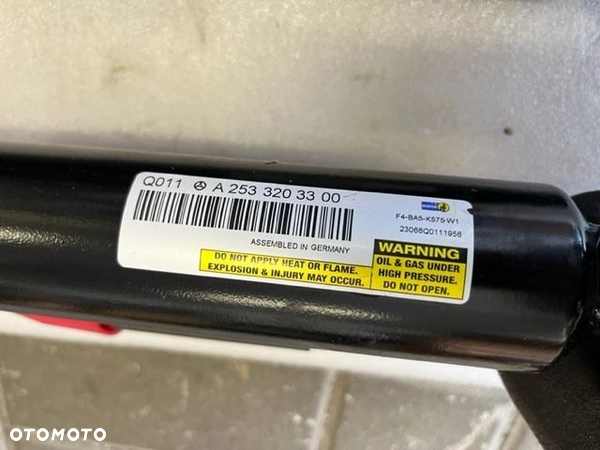 Q011 A 253 320 33 00
ASSEMBLED IN GERMANY
DO NOT APPLY HEAT OR FLAME.
EXPLOSION & INJURY MAY OCCUR.
F4-BA5-K575-W1
23066Q0111956
WARNING
OIL & GAS UNDER
HIGH PRESSURE.
DO NOT OPEN.
OTOMOTO